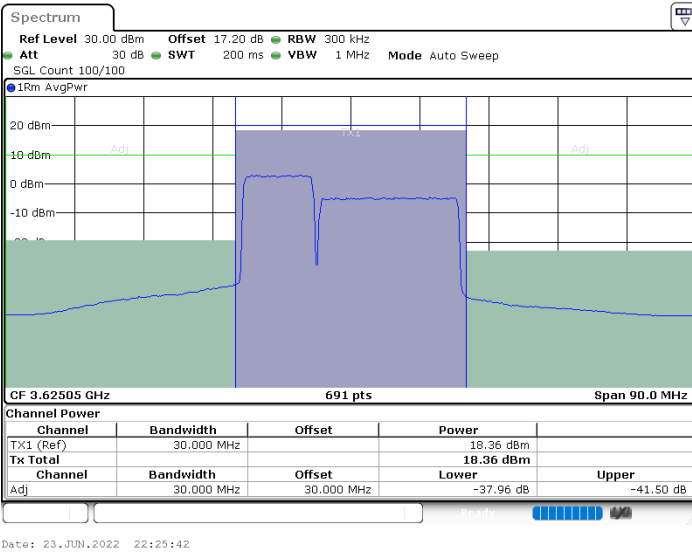 Spectrum
Ref Level 30.00 dBm Offset 17.20 dB RBW 300 kHz
Att 30 dB SWT 200 ms VBW 1 MHz Mode Auto Sweep
SGL Count 100/100
1Rm AvgPwr
20 dBm
TX1
Adj Adj
10 dBm
0 dBm
-10 dBm
CF 3.62505 GHz 691 pts Span 90.0 MHz
Channel Power
Channel Bandwidth Offset Power
TX1 (Ref) 30.000 MHz 18.36 dBm
Tx Total 18.36 dBm
Channel Bandwidth Offset Lower Upper
Adj 30.000 MHz 30.000 MHz -37.96 dB -41.50 dB
Ready
Date: 23.JUN.2022 22:25:42